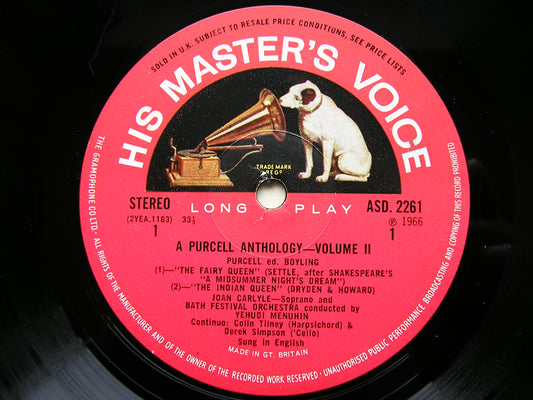 SOLD IN U.K. SUBJECT TO RESALE PRICE CONDITIONS, SEE PRICE LISTS
HIS MASTER'S VOICE
TRADE MARK
REGD
STEREO
LONG PLAY
ASD. 2261
(2YEA.1163) 33⅓
℗ 1966
1
1
A PURCELL ANTHOLOGY—VOLUME II
PURCELL ed. BOYLING
(1)—"THE FAIRY QUEEN" (SETTLE, after SHAKESPEARE'S
"A MIDSUMMER NIGHT'S DREAM")
(2)—"THE INDIAN QUEEN" (DRYDEN & HOWARD)
JOAN CARLYLE—Soprano and
BATH FESTIVAL ORCHESTRA conducted by
YEHUDI MENUHIN
Continuo: Colin Tilney (Harpsichord) &
Derek Simpson ('Cello)
Sung in English
MADE IN GT. BRITAIN
THE GRAMOPHONE CO LTD. · ALL RIGHTS OF THE MANUFACTURER AND OF THE OWNER OF THE RECORDED WORK RESERVED · UNAUTHORISED PUBLIC PERFORMANCE BROADCASTING AND COPYING OF THIS RECORD PROHIBITED